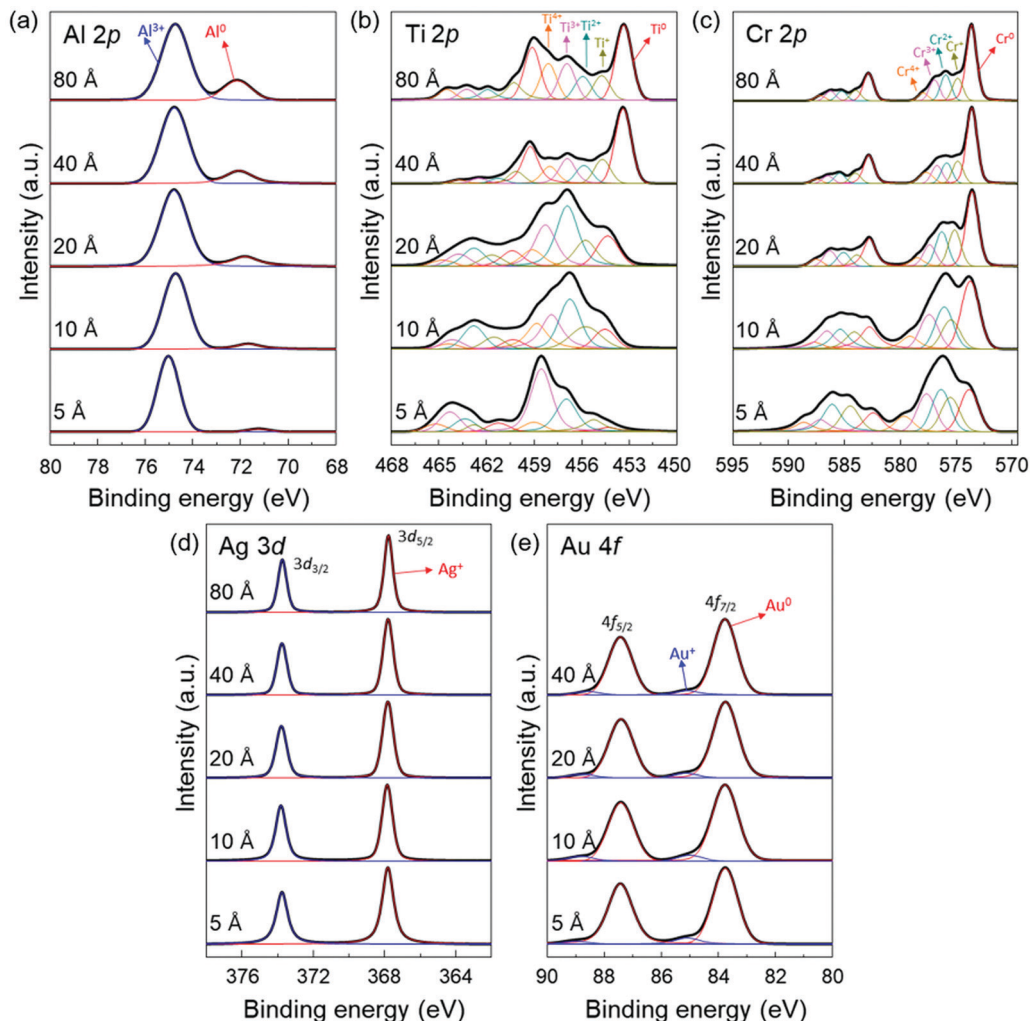 (a) Al 2p
Al³⁺ Al⁰
80 Å
40 Å
20 Å
10 Å
5 Å
Intensity (a.u.)
80 78 76 74 72 70 68
Binding energy (eV)
(b) Ti 2p
Ti⁴⁺ Ti³⁺ Ti²⁺ Ti⁺ Ti⁰
80 Å
40 Å
20 Å
10 Å
5 Å
Intensity (a.u.)
468 465 462 459 456 453 450
Binding energy (eV)
(c) Cr 2p
Cr⁴⁺ Cr³⁺ Cr²⁺ Cr⁺ Cr⁰
80 Å
40 Å
20 Å
10 Å
5 Å
Intensity (a.u.)
595 590 585 580 575 570
Binding energy (eV)
(d) Ag 3d
3d₃/₂ 3d₅/₂
Ag⁺
80 Å
40 Å
20 Å
10 Å
5 Å
Intensity (a.u.)
376 372 368 364
Binding energy (eV)
(e) Au 4f
4f₅/₂ 4f₇/₂
Au⁺ Au⁰
40 Å
20 Å
10 Å
5 Å
Intensity (a.u.)
90 88 86 84 82 80
Binding energy (eV)